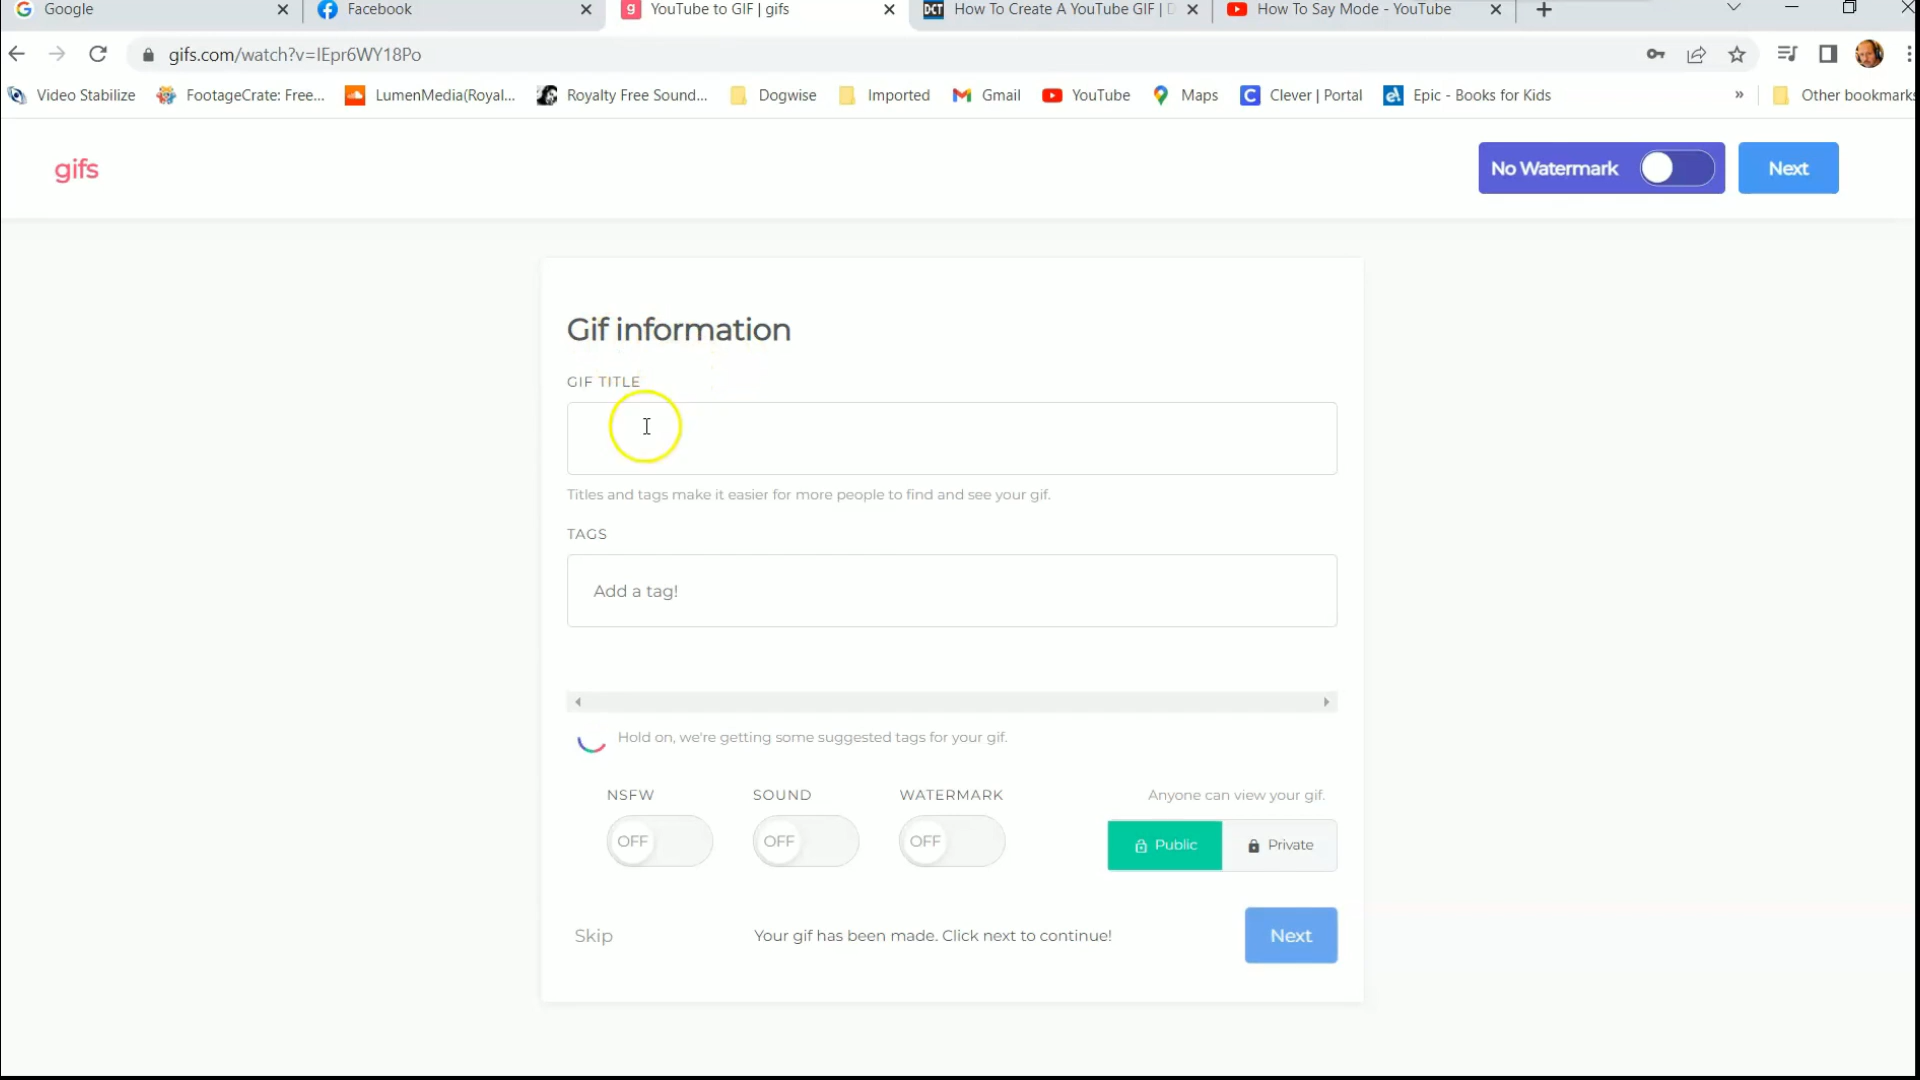 Google
Facebook
YouTube to GIF | gifs
How To Create A YouTube GIF | D
How To Say Mode - YouTube
gifs.com/watch?v=IEpr6WY18Po
Video Stabilize
FootageCrate: Free...
LumenMedia(Royal...
Royalty Free Sound...
Dogwise
Imported
Gmail
YouTube
Maps
Clever | Portal
Epic - Books for Kids
»
Other bookmarks
gifs
No Watermark
Next
Gif information
GIF TITLE
Titles and tags make it easier for more people to find and see your gif.
TAGS
Add a tag!
Hold on, we're getting some suggested tags for your gif.
NSFW
SOUND
WATERMARK
Anyone can view your gif.
OFF
OFF
OFF
Public
Private
Skip
Your gif has been made. Click next to continue!
Next